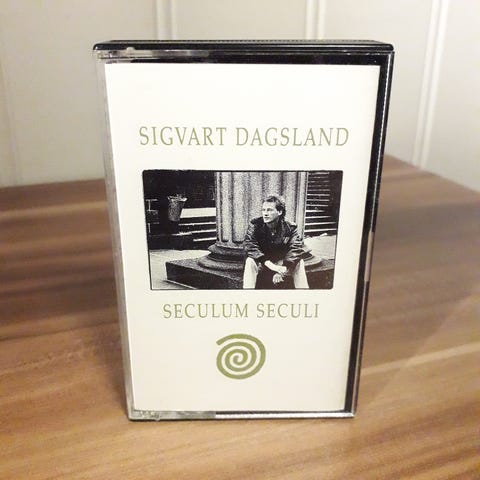 SIGVART DAGSLAND
SECULUM SECULI